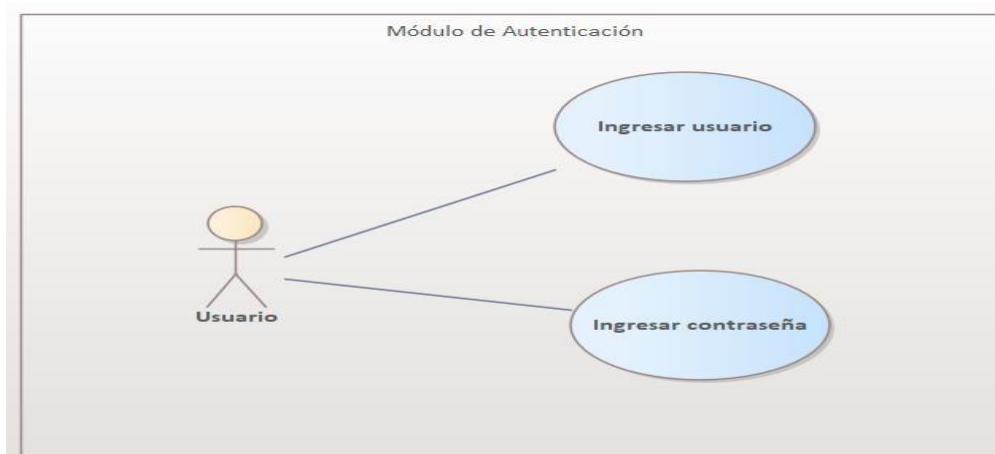 Módulo de Autenticación
Ingresar usuario
Usuario
Ingresar contraseña